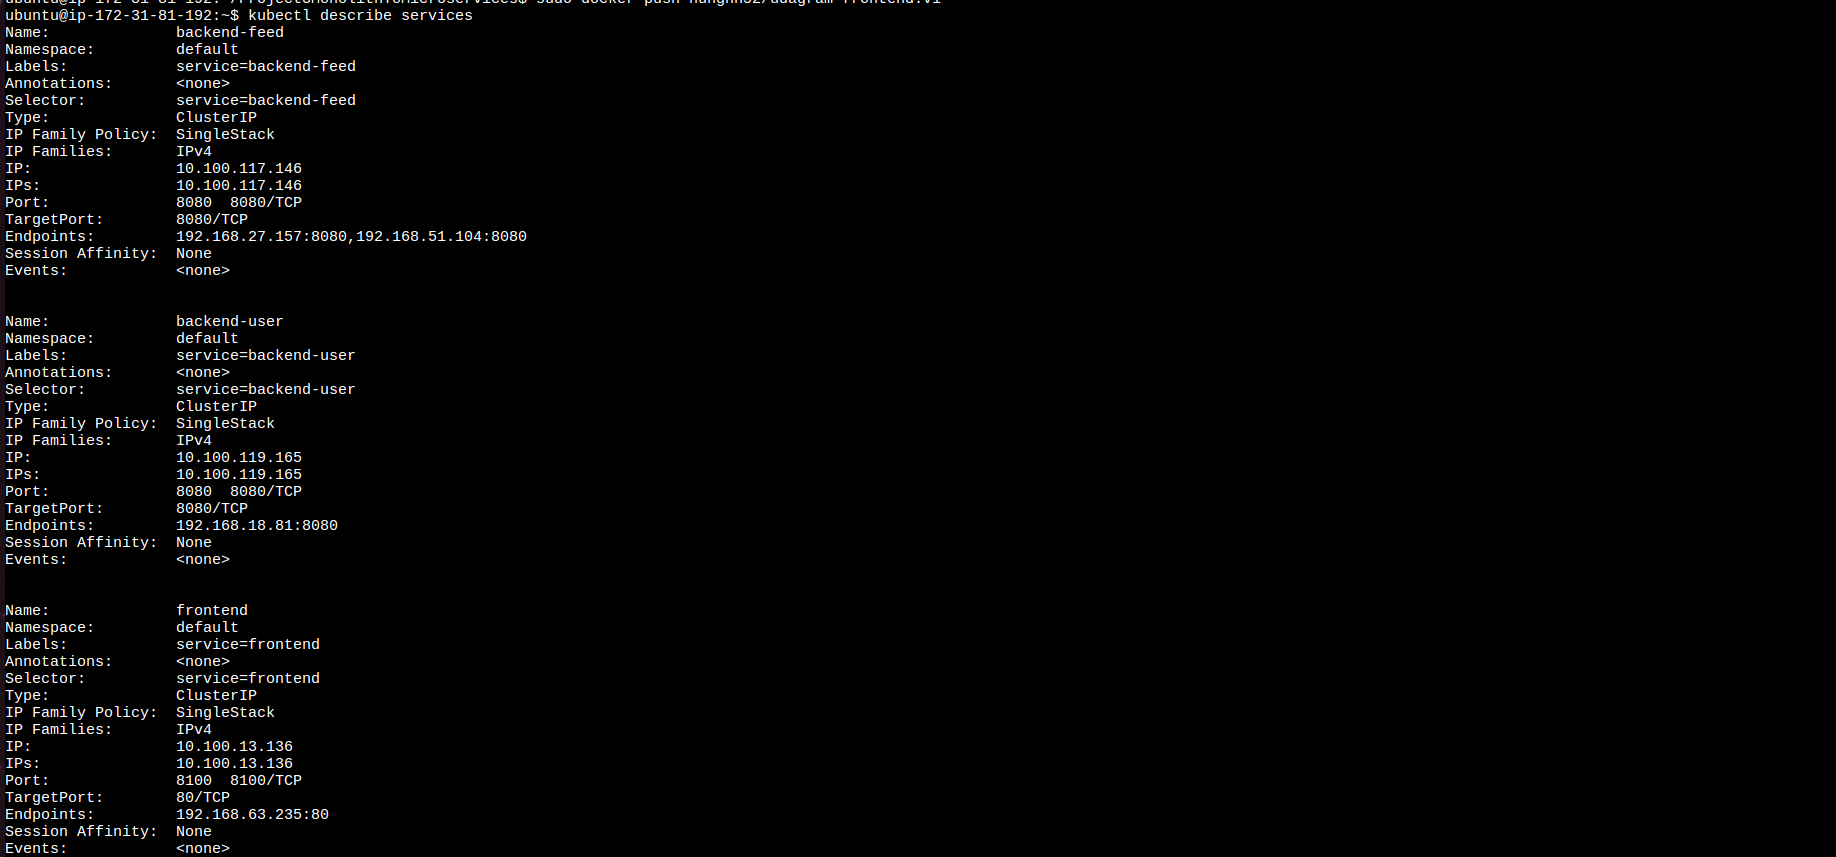 ubuntu@ip-172-31-81-192:~$ kubectl describe services
Name: backend-feed
Namespace: default
Labels: service=backend-feed
Annotations: <none>
Selector: service=backend-feed
Type: ClusterIP
IP Family Policy: SingleStack
IP Families: IPv4
IP: 10.100.117.146
IPs: 10.100.117.146
Port: 8080 8080/TCP
TargetPort: 8080/TCP
Endpoints: 192.168.27.157:8080,192.168.51.104:8080
Session Affinity: None
Events: <none>
Name: backend-user
Namespace: default
Labels: service=backend-user
Annotations: <none>
Selector: service=backend-user
Type: ClusterIP
IP Family Policy: SingleStack
IP Families: IPv4
IP: 10.100.119.165
IPs: 10.100.119.165
Port: 8080 8080/TCP
TargetPort: 8080/TCP
Endpoints: 192.168.18.81:8080
Session Affinity: None
Events: <none>
Name: frontend
Namespace: default
Labels: service=frontend
Annotations: <none>
Selector: service=frontend
Type: ClusterIP
IP Family Policy: SingleStack
IP Families: IPv4
IP: 10.100.13.136
IPs: 10.100.13.136
Port: 8100 8100/TCP
TargetPort: 80/TCP
Endpoints: 192.168.63.235:80
Session Affinity: None
Events: <none>